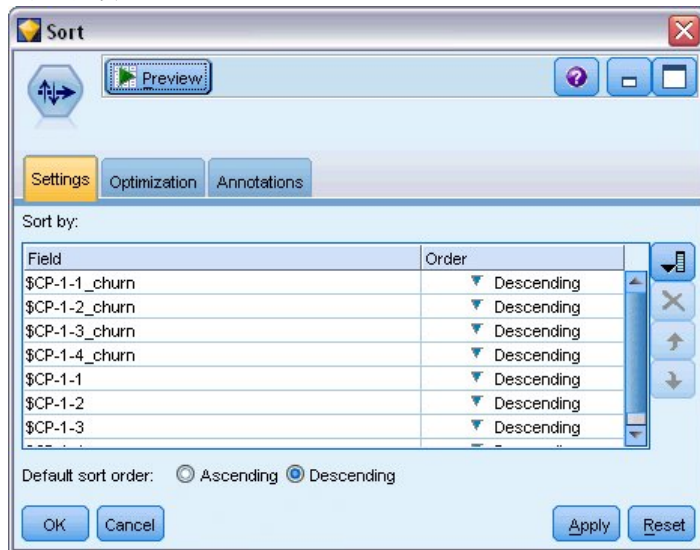 Sort
Preview
Settings Optimization Annotations
Sort by:
Field Order
$CP-1-1_churn Descending
$CP-1-2_churn Descending
$CP-1-3_churn Descending
$CP-1-4_churn Descending
$CP-1-1 Descending
$CP-1-2 Descending
$CP-1-3 Descending
Default sort order: Ascending Descending
OK Cancel Apply Reset